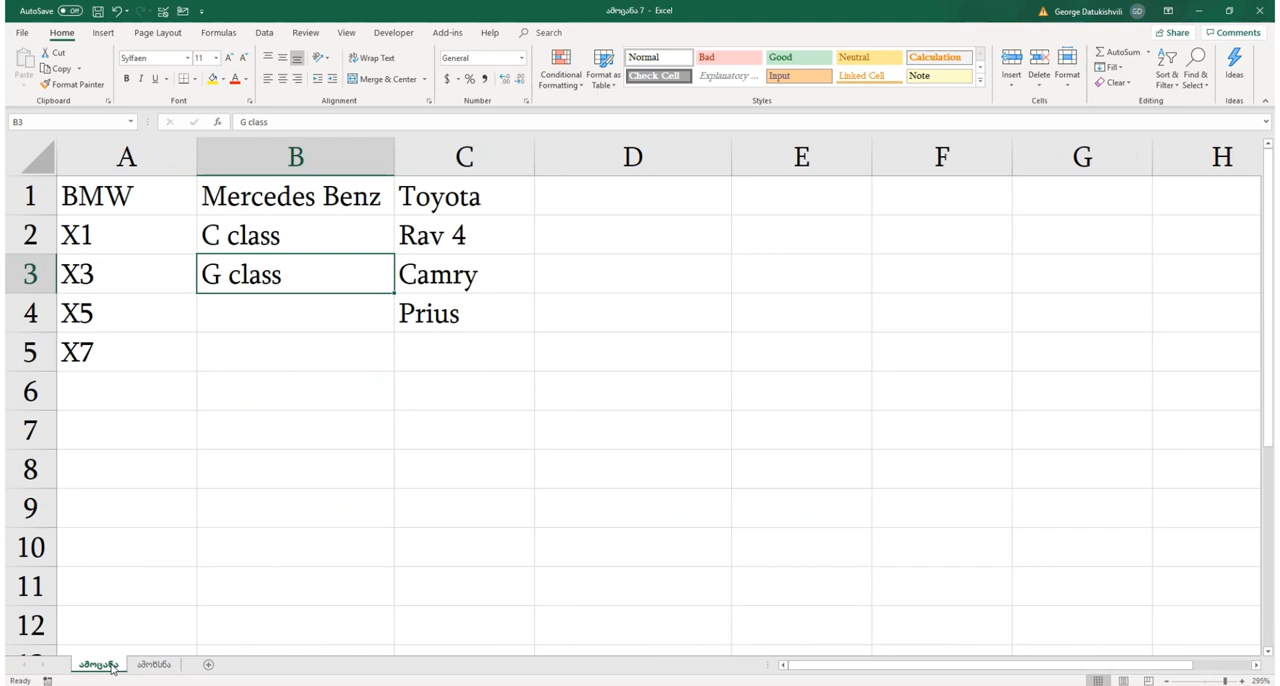 AutoSave Off ამოცანა 7 - Excel George Datukishvili GD
File Home Insert Page Layout Formulas Data Review View Developer Add-ins Help Search Share Comments
Paste Cut Copy Format Painter Clipboard
Sylfaen 11 A A B I U A Font
Wrap Text Merge & Center Alignment
General $ % Number
Conditional Formatting Format as Table Normal Bad Good Neutral Calculation
Check Cell Explanatory ... Input Linked Cell Note Styles
Insert Delete Format Cells
AutoSum Fill Clear Sort & Filter Find & Select Editing
Ideas Ideas
B3 fx G class
A B C D E F G H
1 BMW Mercedes Benz Toyota
2 X1 C class Rav 4
3 X3 G class Camry
4 X5 Prius
5 X7
6
7
8
9
10
11
12
ამოცანა ამოხსნა
Ready 295%